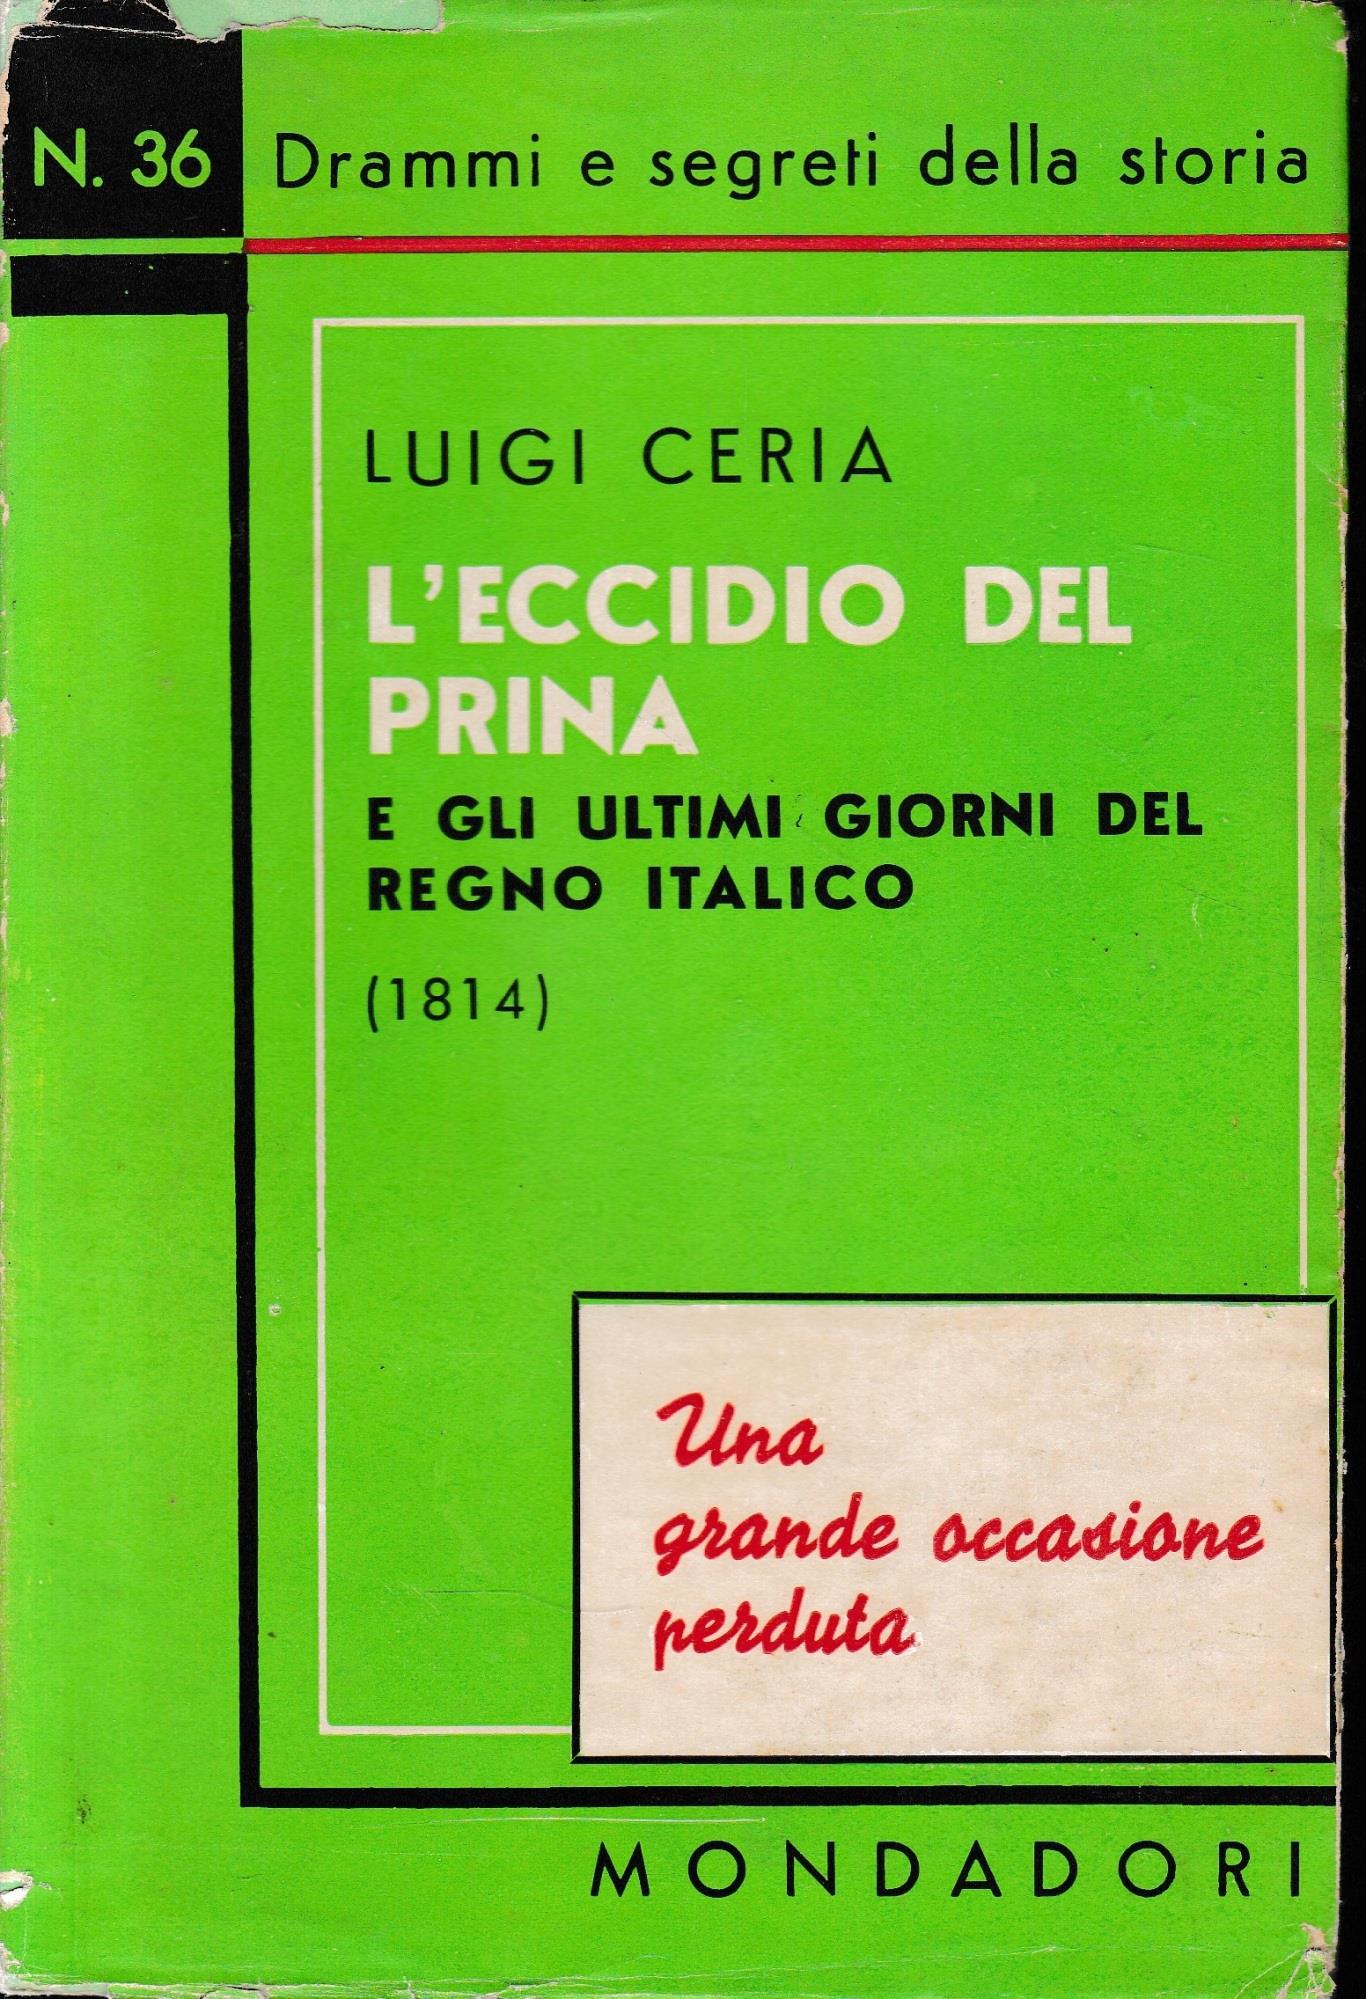 N. 36 Drammi e segreti della storia
LUIGI CERIA
L'ECCIDIO DEL
PRINA
E GLI ULTIMI GIORNI DEL
REGNO ITALICO
(1814)
Una
grande occasione
perduta
MONDADORI